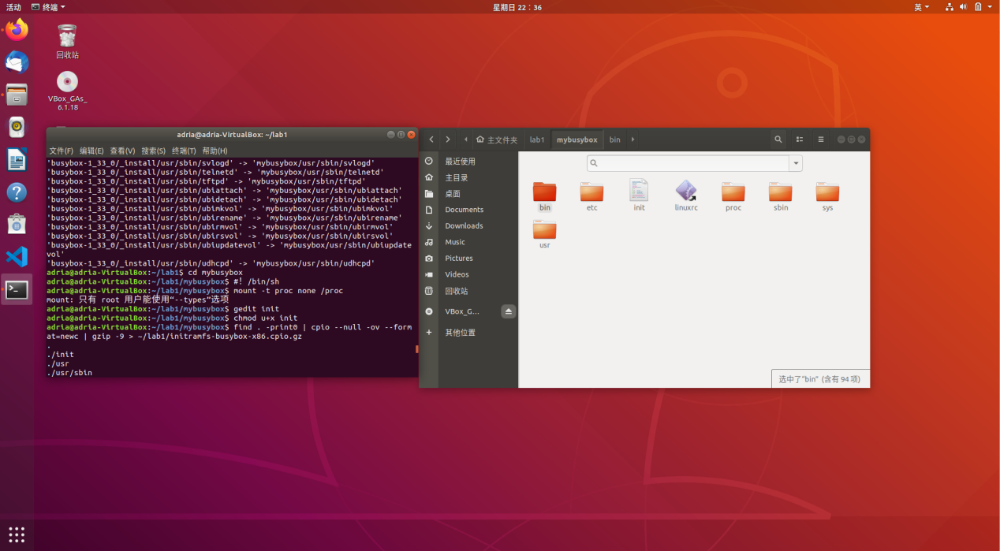 活动
终端
星期日 22：36
英
回收站
VBox_GAs_
6.1.18
adria@adria-VirtualBox: ~/lab1
文件(F) 编辑(E) 查看(V) 搜索(S) 终端(T) 帮助(H)
'busybox-1_33_0/_install/usr/sbin/svlogd' -> 'mybusybox/usr/sbin/svlogd'
'busybox-1_33_0/_install/usr/sbin/telnetd' -> 'mybusybox/usr/sbin/telnetd'
'busybox-1_33_0/_install/usr/sbin/tftpd' -> 'mybusybox/usr/sbin/tftpd'
'busybox-1_33_0/_install/usr/sbin/ubiattach' -> 'mybusybox/usr/sbin/ubiattach'
'busybox-1_33_0/_install/usr/sbin/ubidetach' -> 'mybusybox/usr/sbin/ubidetach'
'busybox-1_33_0/_install/usr/sbin/ubimkvol' -> 'mybusybox/usr/sbin/ubimkvol'
'busybox-1_33_0/_install/usr/sbin/ubirename' -> 'mybusybox/usr/sbin/ubirename'
'busybox-1_33_0/_install/usr/sbin/ubirmvol' -> 'mybusybox/usr/sbin/ubirmvol'
'busybox-1_33_0/_install/usr/sbin/ubirsvol' -> 'mybusybox/usr/sbin/ubirsvol'
'busybox-1_33_0/_install/usr/sbin/ubiupdatevol' -> 'mybusybox/usr/sbin/ubiupdate
vol'
'busybox-1_33_0/_install/usr/sbin/udhcpd' -> 'mybusybox/usr/sbin/udhcpd'
adria@adria-VirtualBox:~/lab1$ cd mybusybox
adria@adria-VirtualBox:~/lab1/mybusybox$ #! /bin/sh
adria@adria-VirtualBox:~/lab1/mybusybox$ mount -t proc none /proc
mount: 只有 root 用户能使用“--types”选项
adria@adria-VirtualBox:~/lab1/mybusybox$ gedit init
adria@adria-VirtualBox:~/lab1/mybusybox$ chmod u+x init
adria@adria-VirtualBox:~/lab1/mybusybox$ find . -print0 | cpio --null -ov --form
at=newc | gzip -9 > ~/lab1/initramfs-busybox-x86.cpio.gz
.
./init
./usr
./usr/sbin
主文件夹 lab1 mybusybox bin
最近使用
主目录
桌面
Documents
Downloads
Music
Pictures
Videos
回收站
VBox_G...
其他位置
bin etc init linuxrc proc sbin sys
usr
选中了“bin” (含有 94 项)